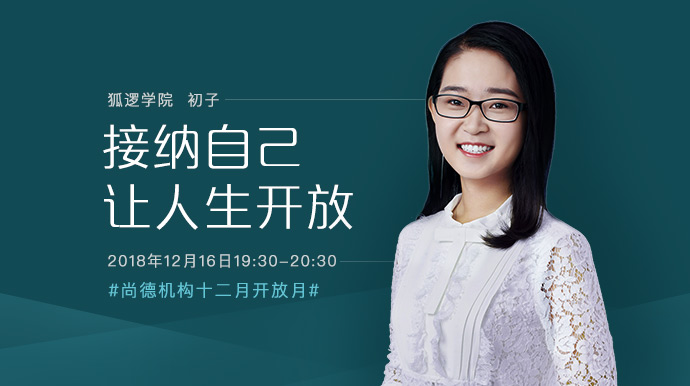 狐逻学院 初子
接纳自己
让人生开放
2018年12月16日19:30-20:30
#尚德机构十二月开放月#